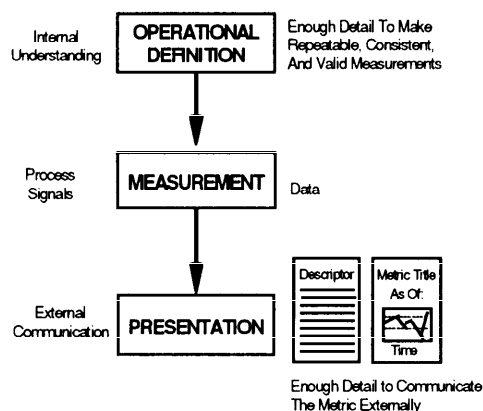 Internal
Understanding
OPERATIONAL
DEFINITION
Enough Detail To Make
Repeatable, Consistent,
And Valid Measurements
Process
Signals
MEASUREMENT
Data
External
Communication
PRESENTATION
Descriptor
Metric Title
As Of:
Time
Enough Detail to Communicate
The Metric Externally